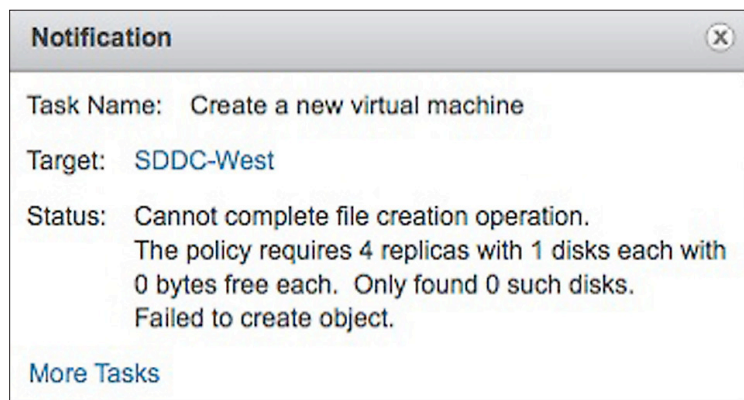 Notification
Task Name: Create a new virtual machine
Target: SDDC-West
Status: Cannot complete file creation operation.
The policy requires 4 replicas with 1 disks each with
0 bytes free each. Only found 0 such disks.
Failed to create object.
More Tasks